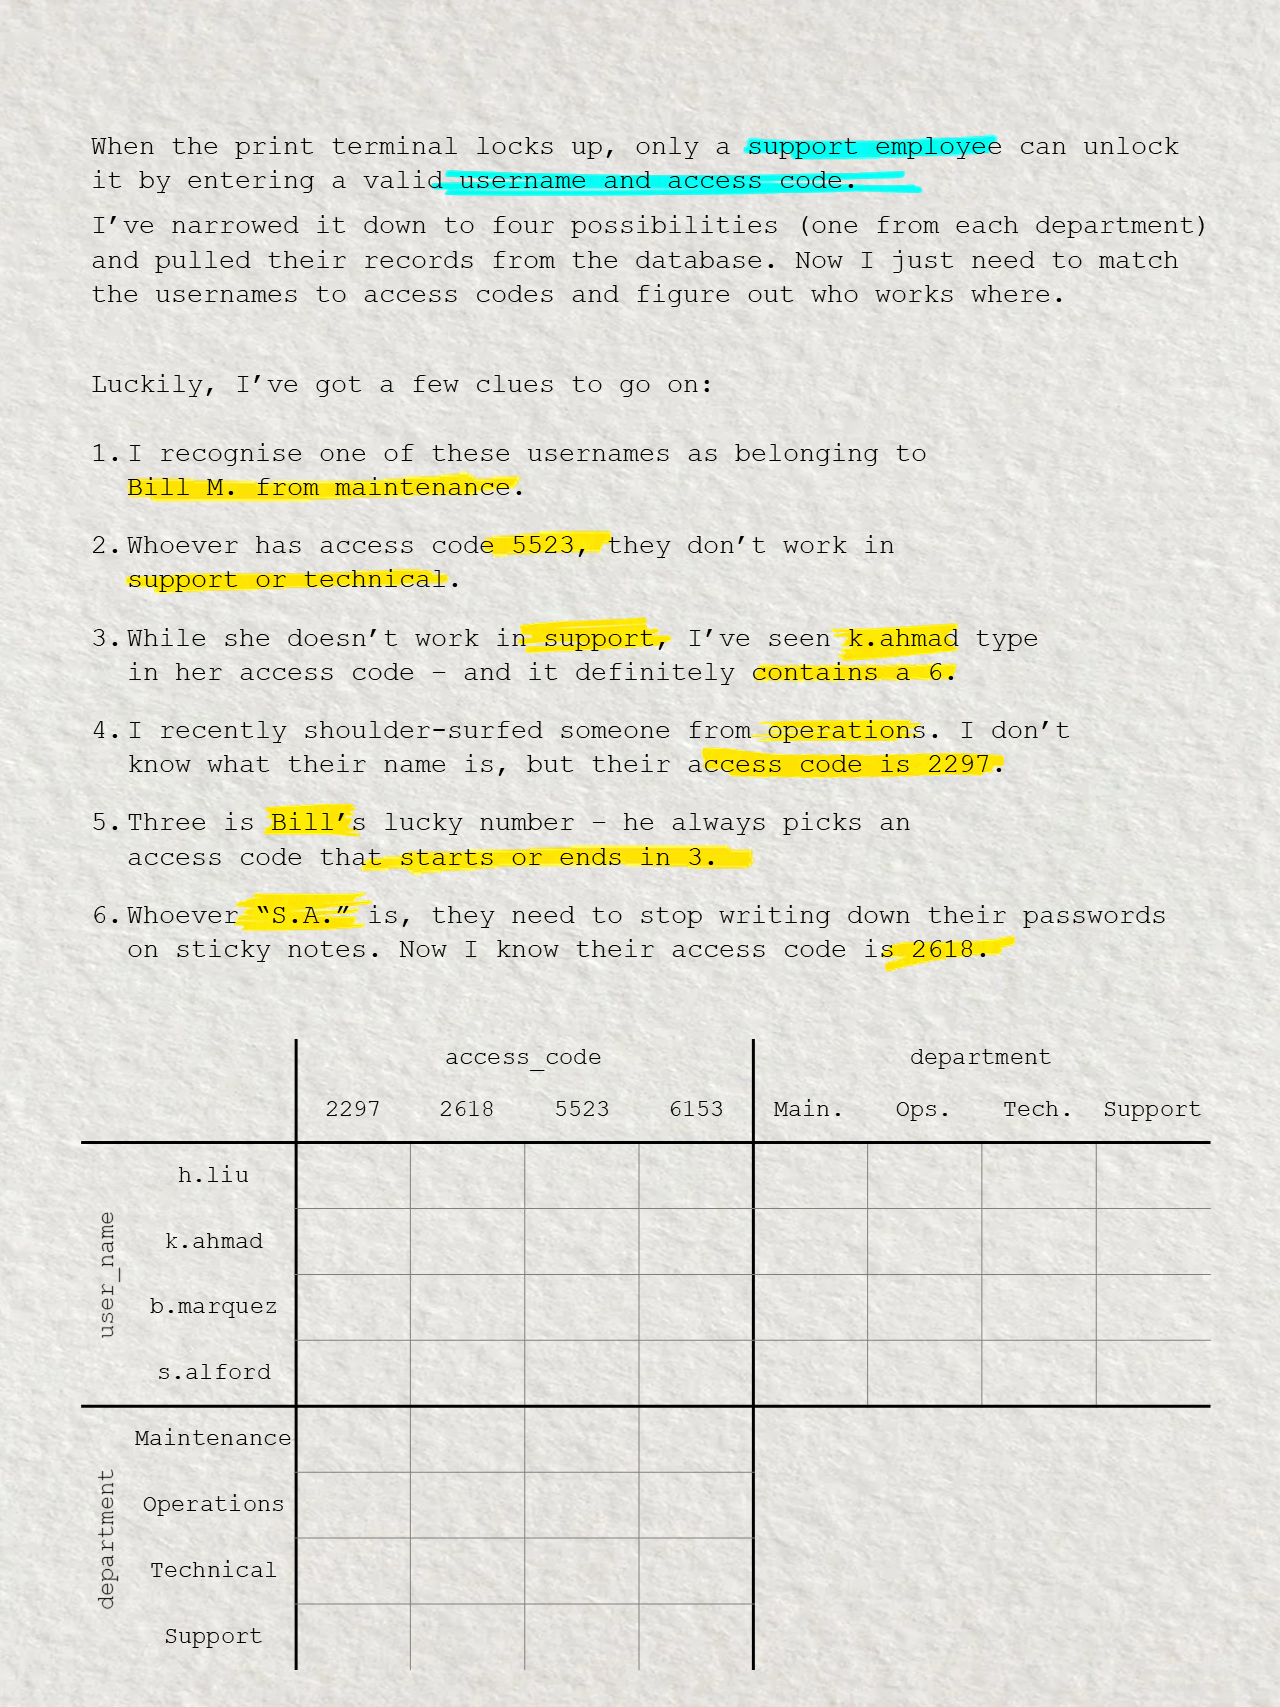 When the print terminal locks up, only a support employee can unlock
it by entering a valid username and access code.
I’ve narrowed it down to four possibilities (one from each department)
and pulled their records from the database. Now I just need to match
the usernames to access codes and figure out who works where.
Luckily, I’ve got a few clues to go on:
1. I recognise one of these usernames as belonging to
Bill M. from maintenance.
2. Whoever has access code 5523, they don’t work in
support or technical.
3. While she doesn’t work in support, I’ve seen k.ahmad type
in her access code – and it definitely contains a 6.
4. I recently shoulder-surfed someone from operations. I don’t
know what their name is, but their access code is 2297.
5. Three is Bill’s lucky number – he always picks an
access code that starts or ends in 3.
6. Whoever “S.A.” is, they need to stop writing down their passwords
on sticky notes. Now I know their access code is 2618.
access_code department
2297 2618 5523 6153 Main. Ops. Tech. Support
user_name
h.liu
k.ahmad
b.marquez
s.alford
department
Maintenance
Operations
Technical
Support